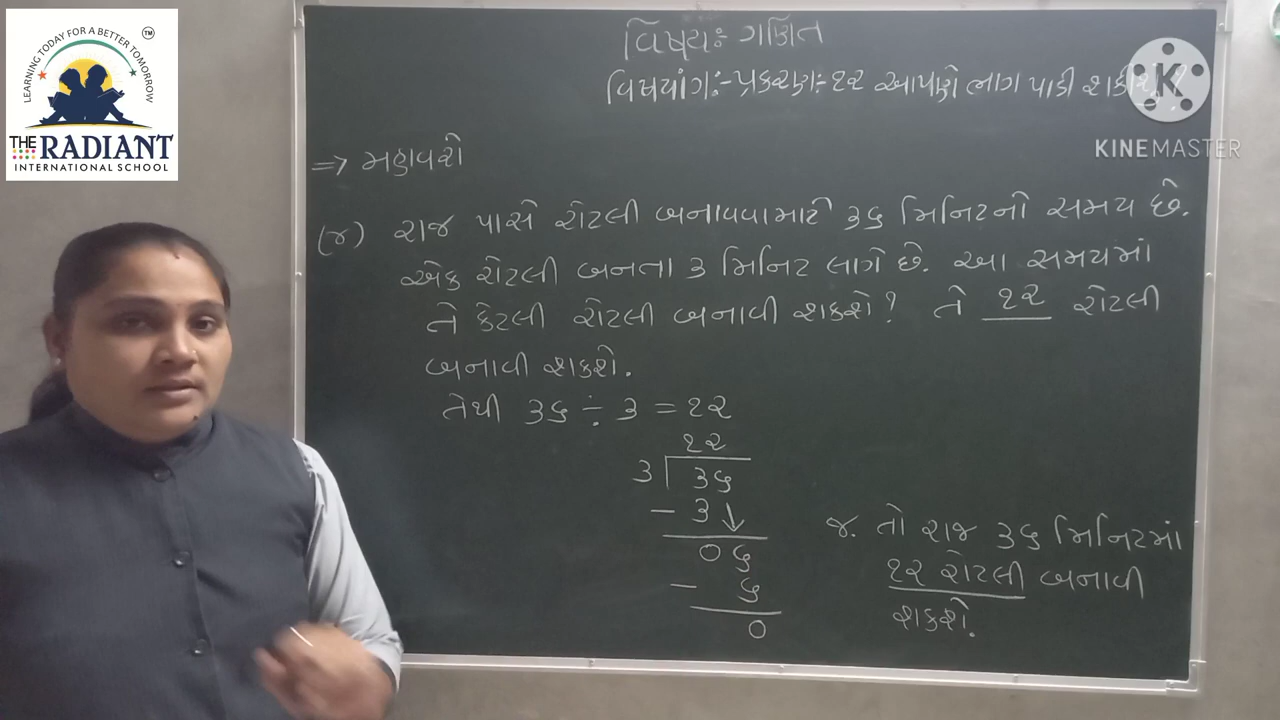 LEARNING TODAY FOR A BETTER TOMORROW
TM
THE RADIANT
INTERNATIONAL SCHOOL
વિષય:- ગણિત
વિષયાંગ:- પ્રકરણ:- ૧૨ આપણે ભાગ પાડી શકીશું?
K
KINEMASTER
=> મહાવરો
(૪) રાજ પાસે રોટલી બનાવવા માટે ૩૬ મિનિટનો સમય છે.
એક રોટલી બનતા ૩ મિનિટ લાગે છે. આ સમયમાં
તે કેટલી રોટલી બનાવી શકશે? તે ૧૨ રોટલી
બનાવી શકશે.
તેથી ૩૬ ÷ ૩ = ૧૨
૧૨
૩ ૩૬
- ૩↓
૦૬
- ૬
૦
જ. તો રાજ ૩૬ મિનિટમાં
૧૨ રોટલી બનાવી
શકશે.